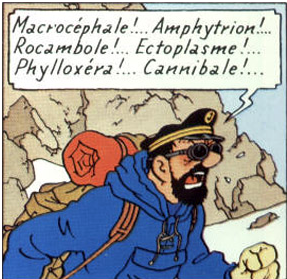 Macrocéphale!... Amphytrion!...
Rocambole!... Ectoplasme!...
Phylloxéra!... Cannibale!...